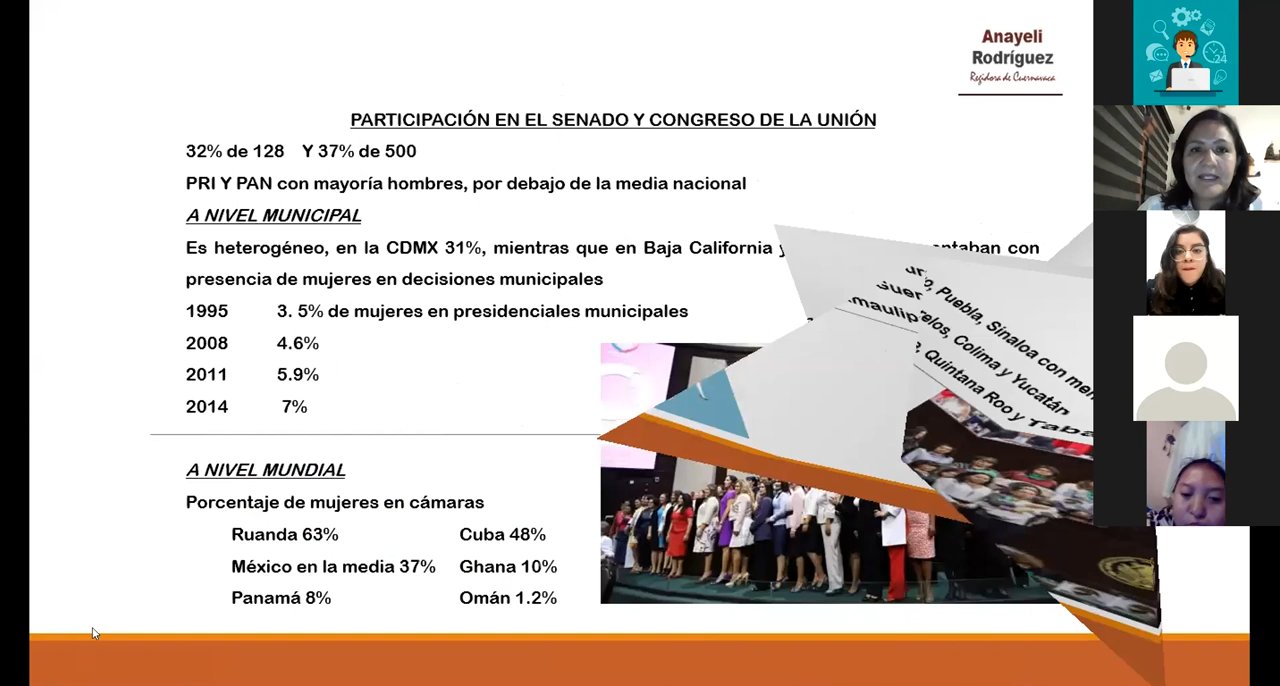 Anayeli
Rodríguez
Regidora de Cuernavaca
PARTICIPACIÓN EN EL SENADO Y CONGRESO DE LA UNIÓN
32% de 128 Y 37% de 500
PRI Y PAN con mayoría hombres, por debajo de la media nacional
A NIVEL MUNICIPAL
Es heterogéneo, en la CDMX 31%, mientras que en Baja California y con
presencia de mujeres en decisiones municipales
1995 3. 5% de mujeres en presidenciales municipales
2008 4.6%
2011 5.9%
2014 7%
A NIVEL MUNDIAL
Porcentaje de mujeres en cámaras
Ruanda 63% Cuba 48%
México en la media 37% Ghana 10%
Panamá 8% Omán 1.2%
Puebla, Sinaloa con
Colima y Yucatán
Quintana Roo y
24